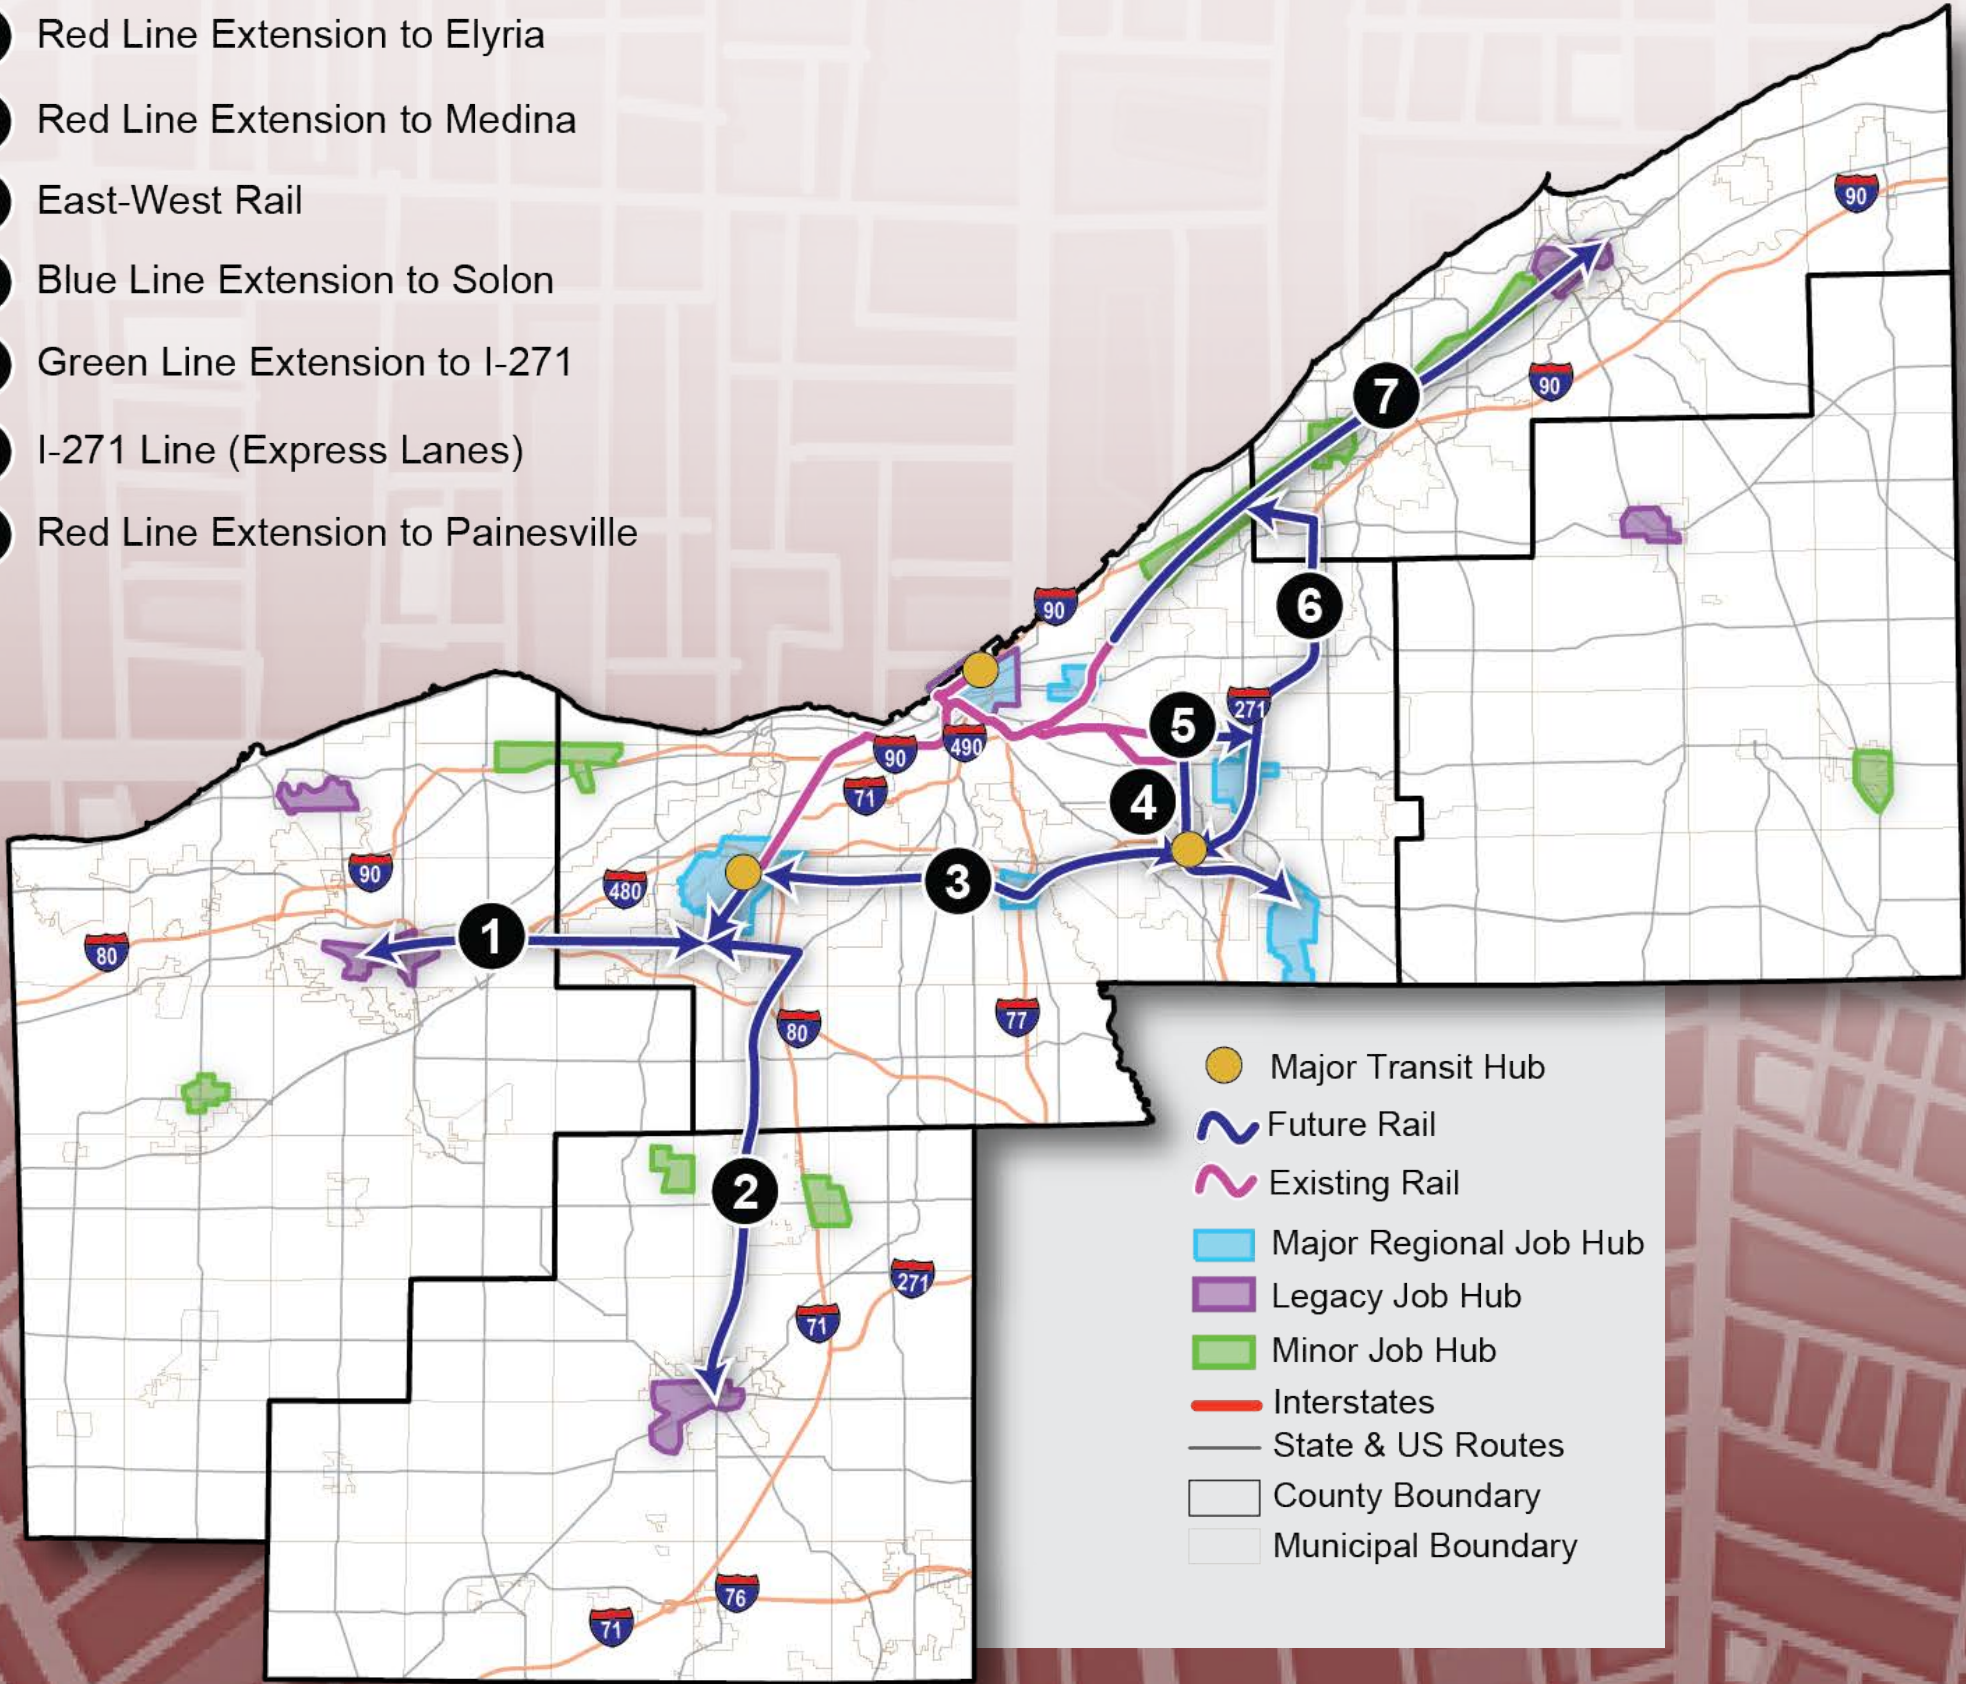 Red Line Extension to Elyria
Red Line Extension to Medina
East-West Rail
Blue Line Extension to Solon
Green Line Extension to I-271
I-271 Line (Express Lanes)
Red Line Extension to Painesville
90
90
7
90
6
5
271
90
490
71
4
90
480
3
1
80
80
77
2
271
71
76
71
Major Transit Hub
Future Rail
Existing Rail
Major Regional Job Hub
Legacy Job Hub
Minor Job Hub
Interstates
State & US Routes
County Boundary
Municipal Boundary